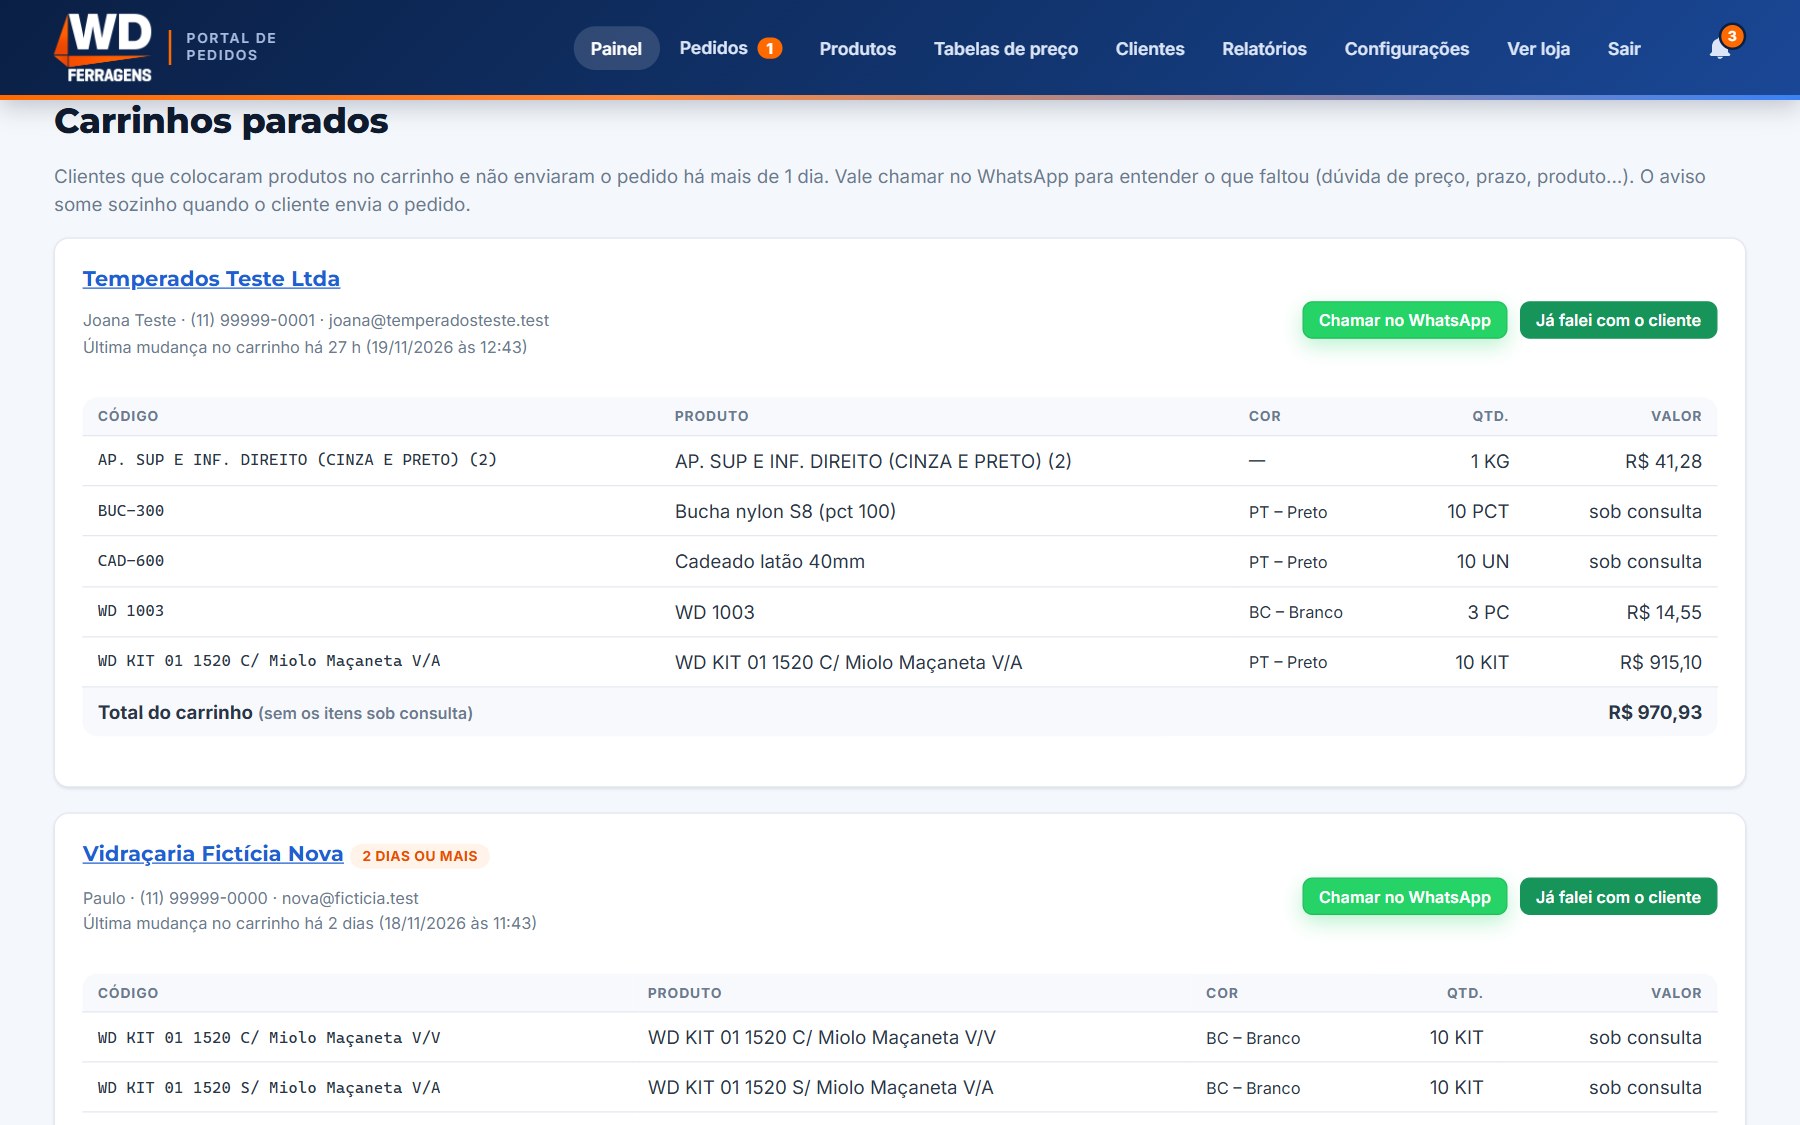 WD
FERRAGENS
PORTAL DE
PEDIDOS
Painel Pedidos 1 Produtos Tabelas de preço Clientes Relatórios Configurações Ver loja Sair 3
Carrinhos parados
Clientes que colocaram produtos no carrinho e não enviaram o pedido há mais de 1 dia. Vale chamar no WhatsApp para entender o que faltou (dúvida de preço, prazo, produto...). O aviso
some sozinho quando o cliente envia o pedido.
Temperados Teste Ltda
Joana Teste · (11) 99999-0001 · joana@temperadosteste.test
Última mudança no carrinho há 27 h (19/11/2026 às 12:43)
Chamar no WhatsApp Já falei com o cliente
CÓDIGO PRODUTO COR QTD. VALOR
AP. SUP E INF. DIREITO (CINZA E PRETO) (2) AP. SUP E INF. DIREITO (CINZA E PRETO) (2) — 1 KG R$ 41,28
BUC-300 Bucha nylon S8 (pct 100) PT – Preto 10 PCT sob consulta
CAD-600 Cadeado latão 40mm PT – Preto 10 UN sob consulta
WD 1003 WD 1003 BC – Branco 3 PC R$ 14,55
WD KIT 01 1520 C/ Miolo Maçaneta V/A WD KIT 01 1520 C/ Miolo Maçaneta V/A PT – Preto 10 KIT R$ 915,10
Total do carrinho (sem os itens sob consulta) R$ 970,93
Vidraçaria Fictícia Nova 2 DIAS OU MAIS
Paulo · (11) 99999-0000 · nova@ficticia.test
Última mudança no carrinho há 2 dias (18/11/2026 às 11:43)
Chamar no WhatsApp Já falei com o cliente
CÓDIGO PRODUTO COR QTD. VALOR
WD KIT 01 1520 C/ Miolo Maçaneta V/V WD KIT 01 1520 C/ Miolo Maçaneta V/V BC – Branco 10 KIT sob consulta
WD KIT 01 1520 S/ Miolo Maçaneta V/A WD KIT 01 1520 S/ Miolo Maçaneta V/A BC – Branco 10 KIT sob consulta